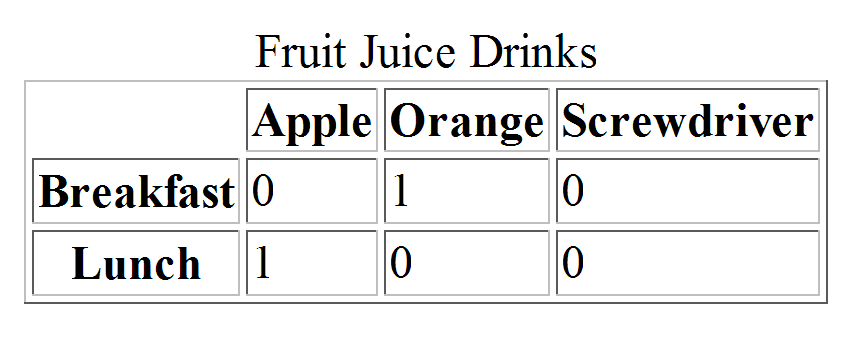 Fruit Juice Drinks
Apple Orange Screwdriver
Breakfast 0 1 0
Lunch 1 0 0